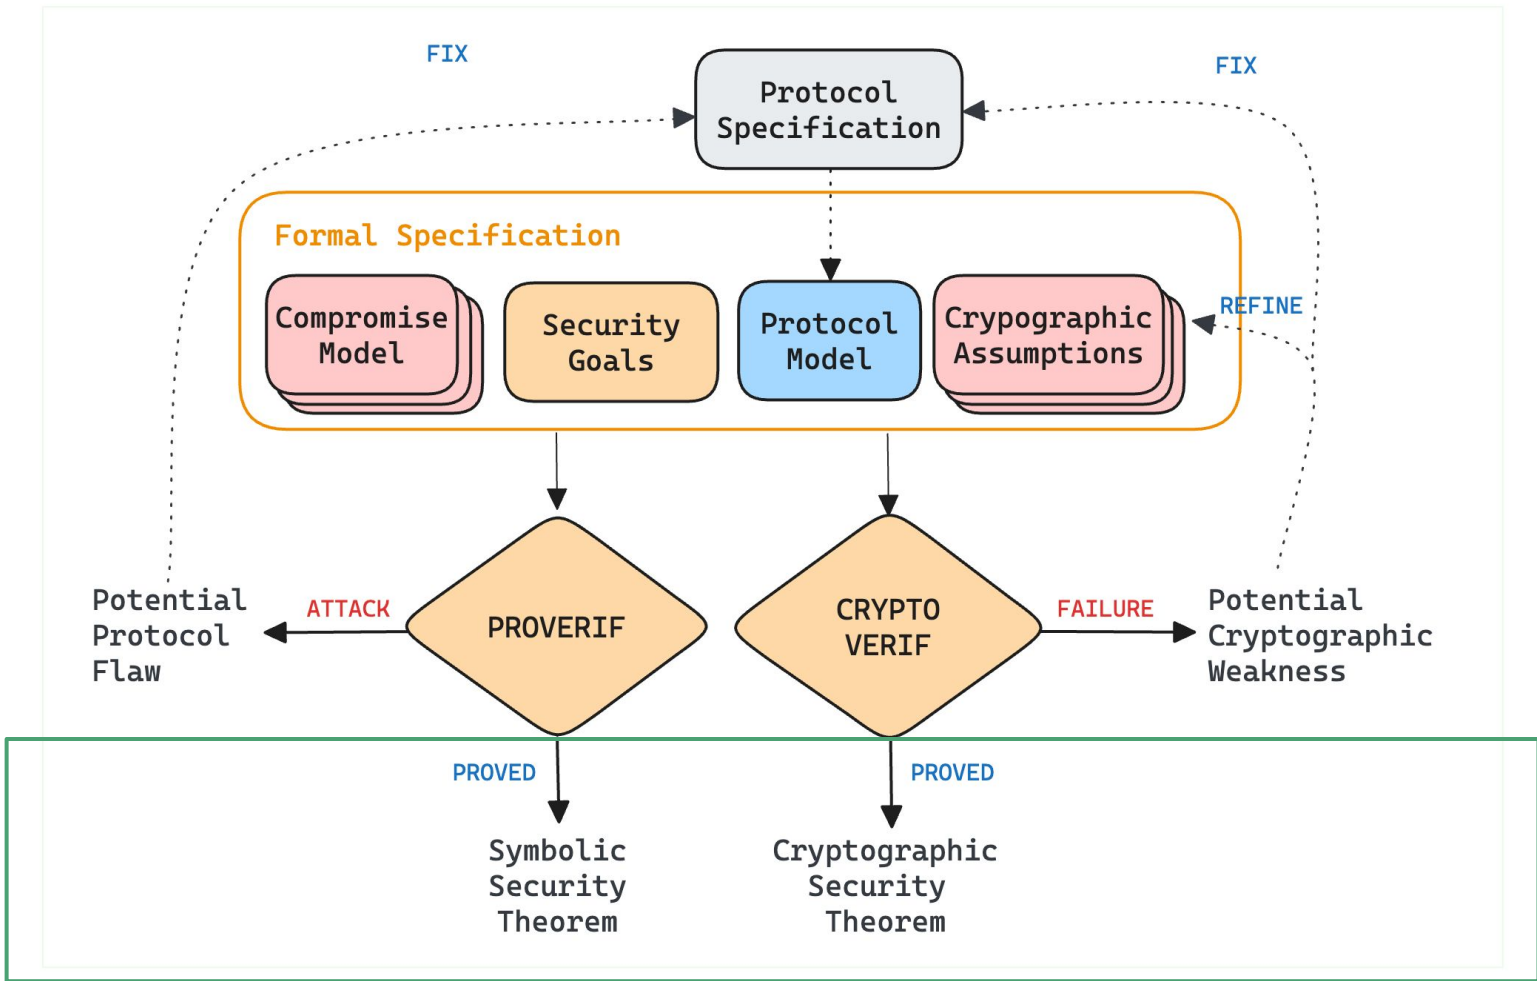 FIX
FIX
Protocol
Specification
Formal Specification
Compromise
Model
Security
Goals
Protocol
Model
Crypographic
Assumptions
REFINE
Potential
Protocol
Flaw
ATTACK
PROVERIF
CRYPTO
VERIF
FAILURE
Potential
Cryptographic
Weakness
PROVED
PROVED
Symbolic
Security
Theorem
Cryptographic
Security
Theorem